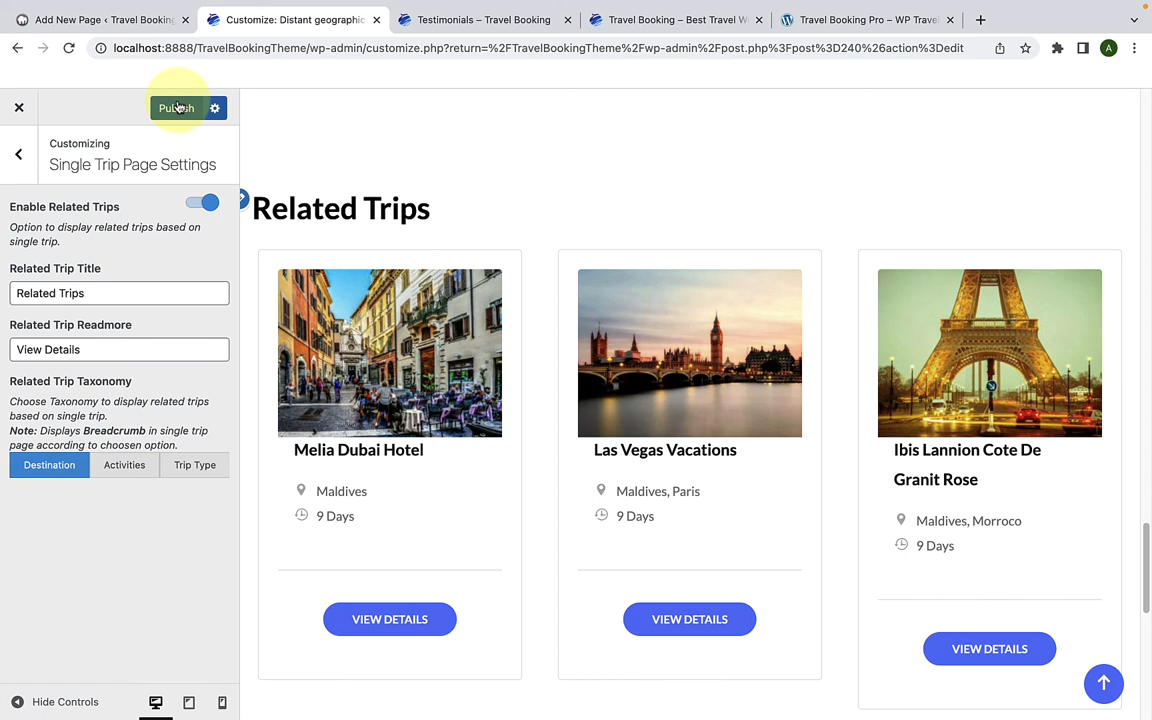 Add New Page ‹ Travel Booking
Customize: Distant geographic
Testimonials – Travel Booking
Travel Booking – Best Travel W
Travel Booking Pro – WP Travel
localhost:8888/TravelBookingTheme/wp-admin/customize.php?return=%2FTravelBookingTheme%2Fwp-admin%2Fpost.php%3Fpost%3D240%26action%3Dedit
A
Publish
Customizing
Single Trip Page Settings
Enable Related Trips
Option to display related trips based on
single trip.
Related Trip Title
Related Trips
Related Trip Readmore
View Details
Related Trip Taxonomy
Choose Taxonomy to display related trips
based on single trip.
Note: Displays Breadcrumb in single trip
page according to choosen option.
Destination
Activities
Trip Type
Hide Controls
Related Trips
Melia Dubai Hotel
Maldives
9 Days
VIEW DETAILS
Las Vegas Vacations
Maldives, Paris
9 Days
VIEW DETAILS
Ibis Lannion Cote De
Granit Rose
Maldives, Morroco
9 Days
VIEW DETAILS